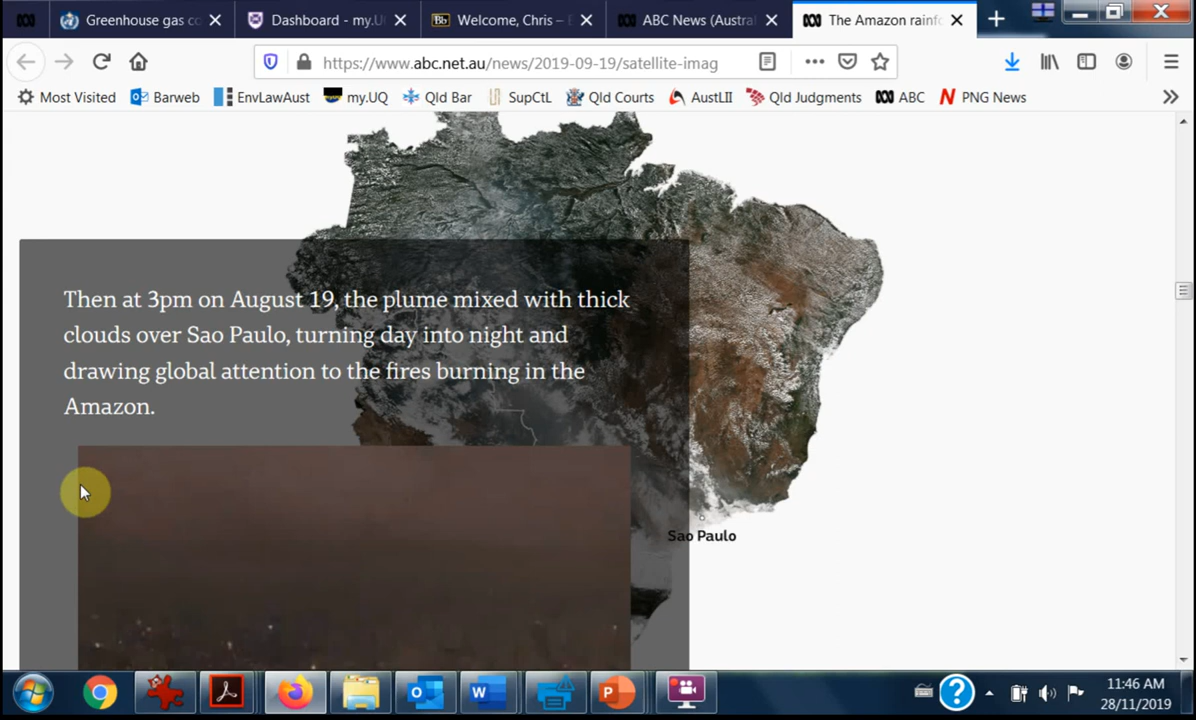 Greenhouse gas co
Dashboard - my.U
Bb Welcome, Chris –
ABC News (Austral
The Amazon rainfo
https://www.abc.net.au/news/2019-09-19/satellite-imag
Most Visited Barweb EnvLawAust my.UQ Qld Bar SupCtL Qld Courts AustLII Qld Judgments ABC PNG News
Then at 3pm on August 19, the plume mixed with thick
clouds over Sao Paulo, turning day into night and
drawing global attention to the fires burning in the
Amazon.
Sao Paulo
11:46 AM
28/11/2019